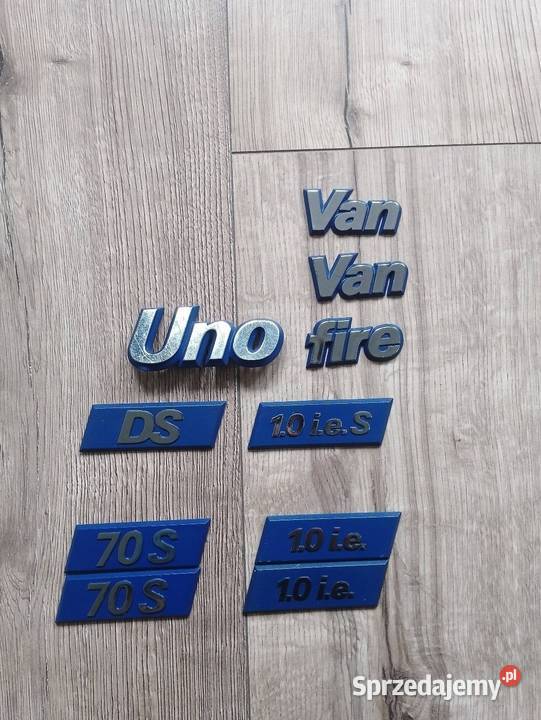 Van
Van
Uno fire
DS 1.0 i.e. S
70 S 1.0 i.e.
70 S 1.0 i.e.
Sprzedajemy.pl